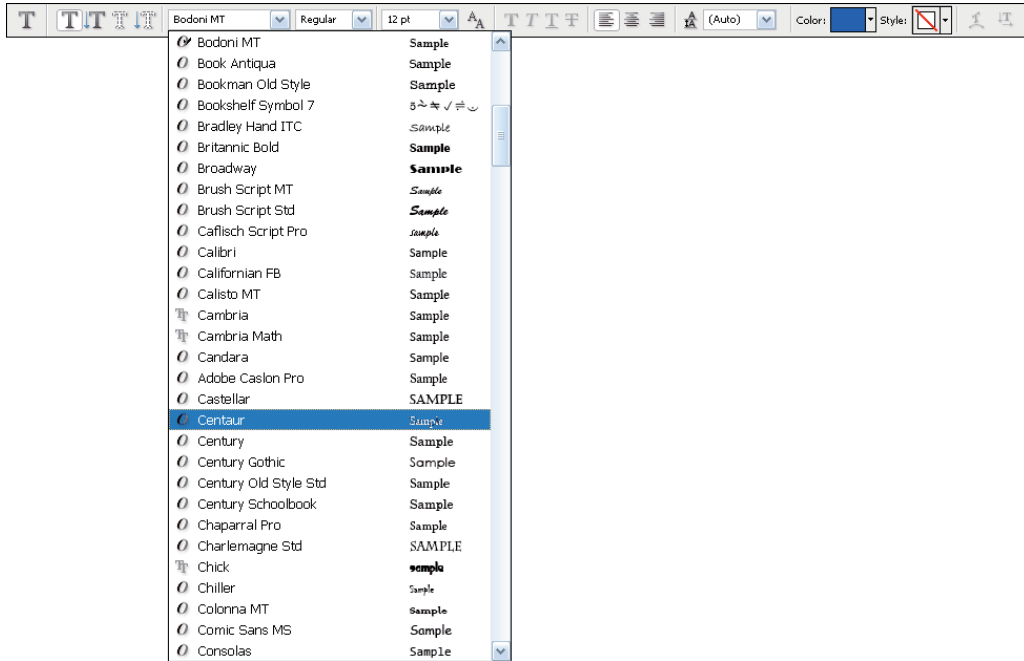 T T T T T Bodoni MT Regular 12 pt A A T T T T A A (Auto) Color: Style: T T
O Bodoni MT Sample
O Book Antiqua Sample
O Bookman Old Style Sample
O Bookshelf Symbol 7
O Bradley Hand ITC Sample
O Britannic Bold Sample
O Broadway Sample
O Brush Script MT Sample
O Brush Script Std Sample
O Caflisch Script Pro sample
O Calibri Sample
O Californian FB Sample
O Calisto MT Sample
Tr Cambria Sample
Tr Cambria Math Sample
O Candara Sample
O Adobe Caslon Pro Sample
O Castellar SAMPLE
O Centaur Sample
O Century Sample
O Century Gothic Sample
O Century Old Style Std Sample
O Century Schoolbook Sample
O Chaparral Pro Sample
O Charlemagne Std SAMPLE
Tr Chick sample
O Chiller Sample
O Colonna MT Sample
O Comic Sans MS Sample
O Consolas Sample